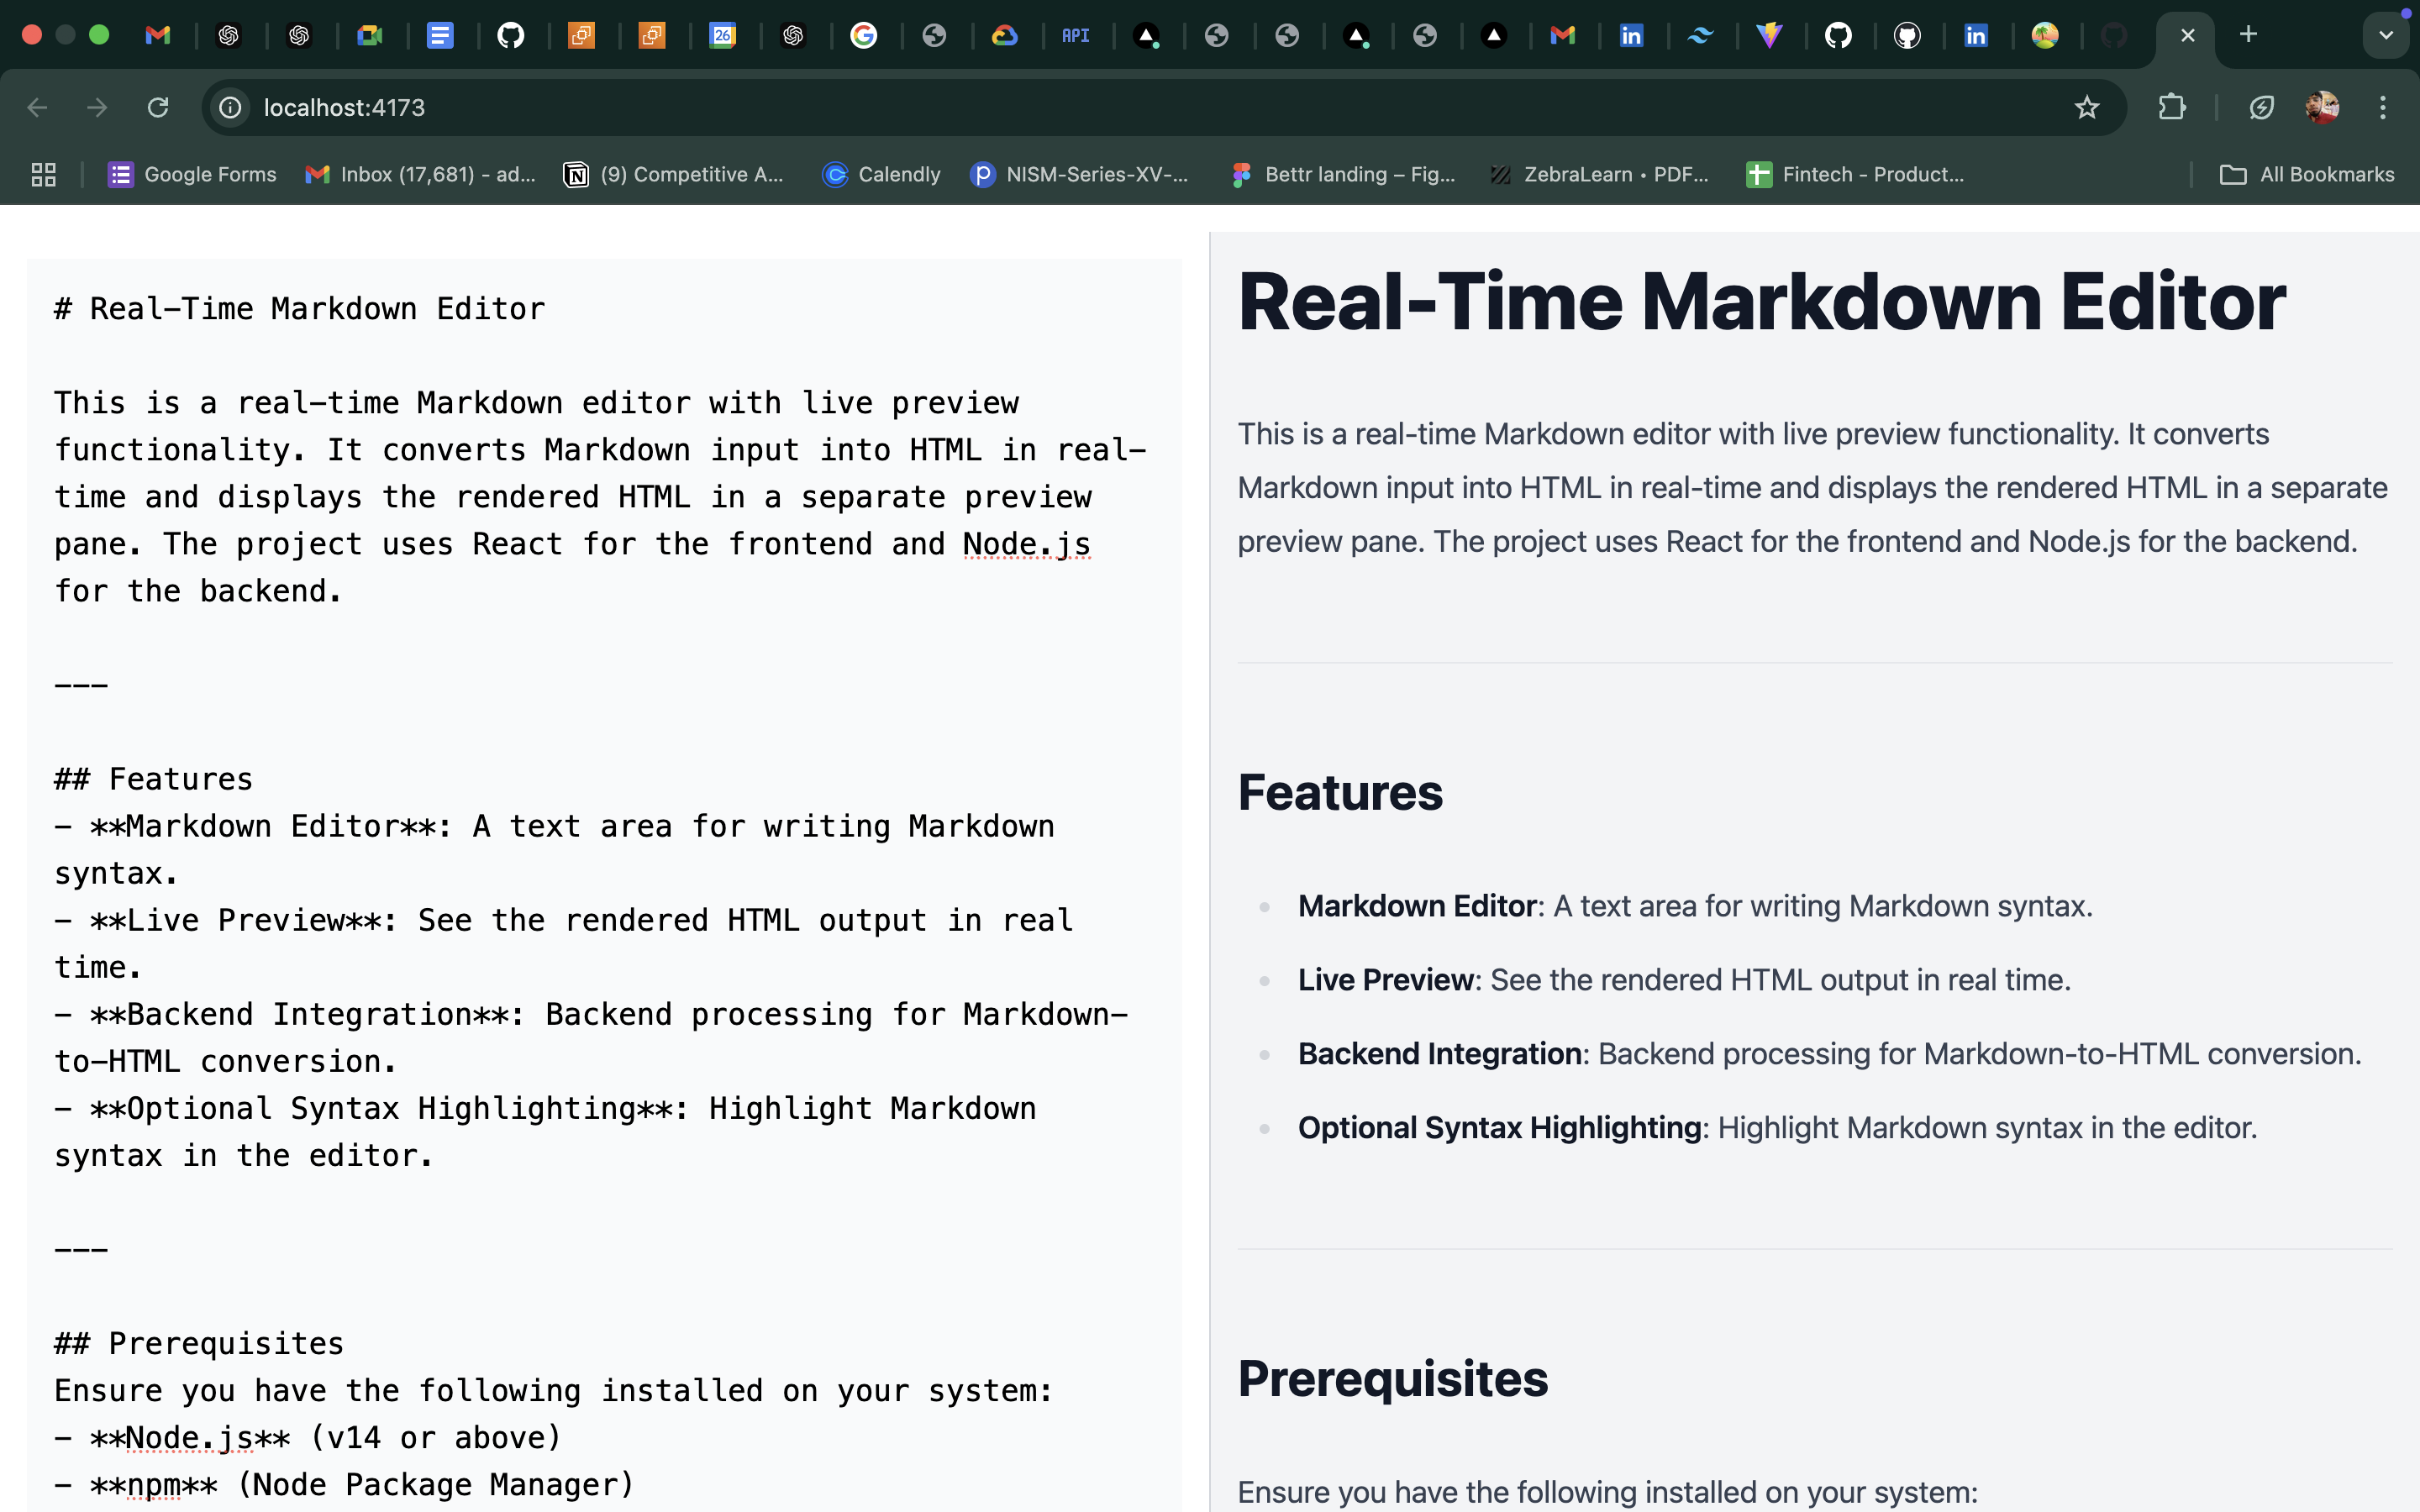 26
API
localhost:4173
Google Forms
Inbox (17,681) - ad...
(9) Competitive A...
Calendly
NISM-Series-XV-...
Bettr landing – Fig...
ZebraLearn • PDF...
Fintech - Product...
All Bookmarks
# Real-Time Markdown Editor
This is a real-time Markdown editor with live preview
functionality. It converts Markdown input into HTML in real-
time and displays the rendered HTML in a separate preview
pane. The project uses React for the frontend and Node.js
for the backend.
---
## Features
- **Markdown Editor**: A text area for writing Markdown
syntax.
- **Live Preview**: See the rendered HTML output in real
time.
- **Backend Integration**: Backend processing for Markdown-
to-HTML conversion.
- **Optional Syntax Highlighting**: Highlight Markdown
syntax in the editor.
---
## Prerequisites
Ensure you have the following installed on your system:
- **Node.js** (v14 or above)
- **npm** (Node Package Manager)
Real-Time Markdown Editor
This is a real-time Markdown editor with live preview functionality. It converts
Markdown input into HTML in real-time and displays the rendered HTML in a separate
preview pane. The project uses React for the frontend and Node.js for the backend.
Features
Markdown Editor: A text area for writing Markdown syntax.
Live Preview: See the rendered HTML output in real time.
Backend Integration: Backend processing for Markdown-to-HTML conversion.
Optional Syntax Highlighting: Highlight Markdown syntax in the editor.
Prerequisites
Ensure you have the following installed on your system: